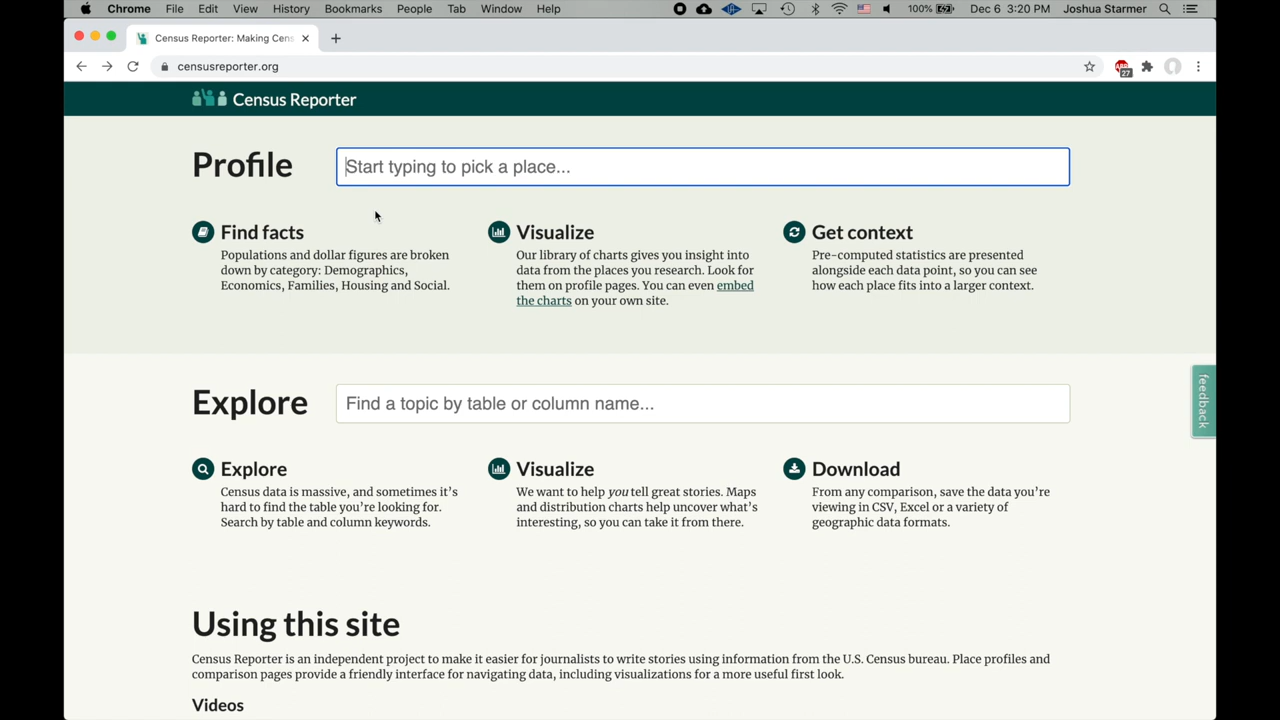 Chrome File Edit View History Bookmarks People Tab Window Help 100% Dec 6 3:20 PM Joshua Starmer
Census Reporter: Making Cens
censusreporter.org
27
Census Reporter
Profile
Start typing to pick a place...
Find facts
Populations and dollar figures are broken
down by category: Demographics,
Economics, Families, Housing and Social.
Visualize
Our library of charts gives you insight into
data from the places you research. Look for
them on profile pages. You can even embed
the charts on your own site.
Get context
Pre-computed statistics are presented
alongside each data point, so you can see
how each place fits into a larger context.
feedback
Explore
Find a topic by table or column name...
Explore
Census data is massive, and sometimes it's
hard to find the table you're looking for.
Search by table and column keywords.
Visualize
We want to help you tell great stories. Maps
and distribution charts help uncover what's
interesting, so you can take it from there.
Download
From any comparison, save the data you're
viewing in CSV, Excel or a variety of
geographic data formats.
Using this site
Census Reporter is an independent project to make it easier for journalists to write stories using information from the U.S. Census bureau. Place profiles and
comparison pages provide a friendly interface for navigating data, including visualizations for a more useful first look.
Videos